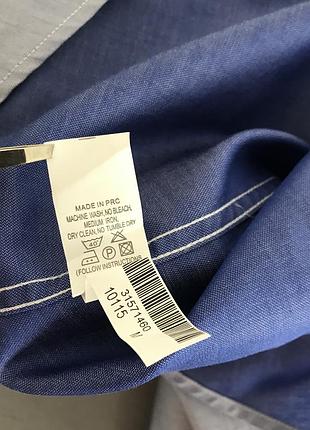 MADE IN PRC
MACHINE WASH, NO BLEACH,
MEDIUM IRON,
DRY CLEAN, NO TUMBLE DRY
40°
P
(FOLLOW INSTRUCTIONS
31571460
10115
M